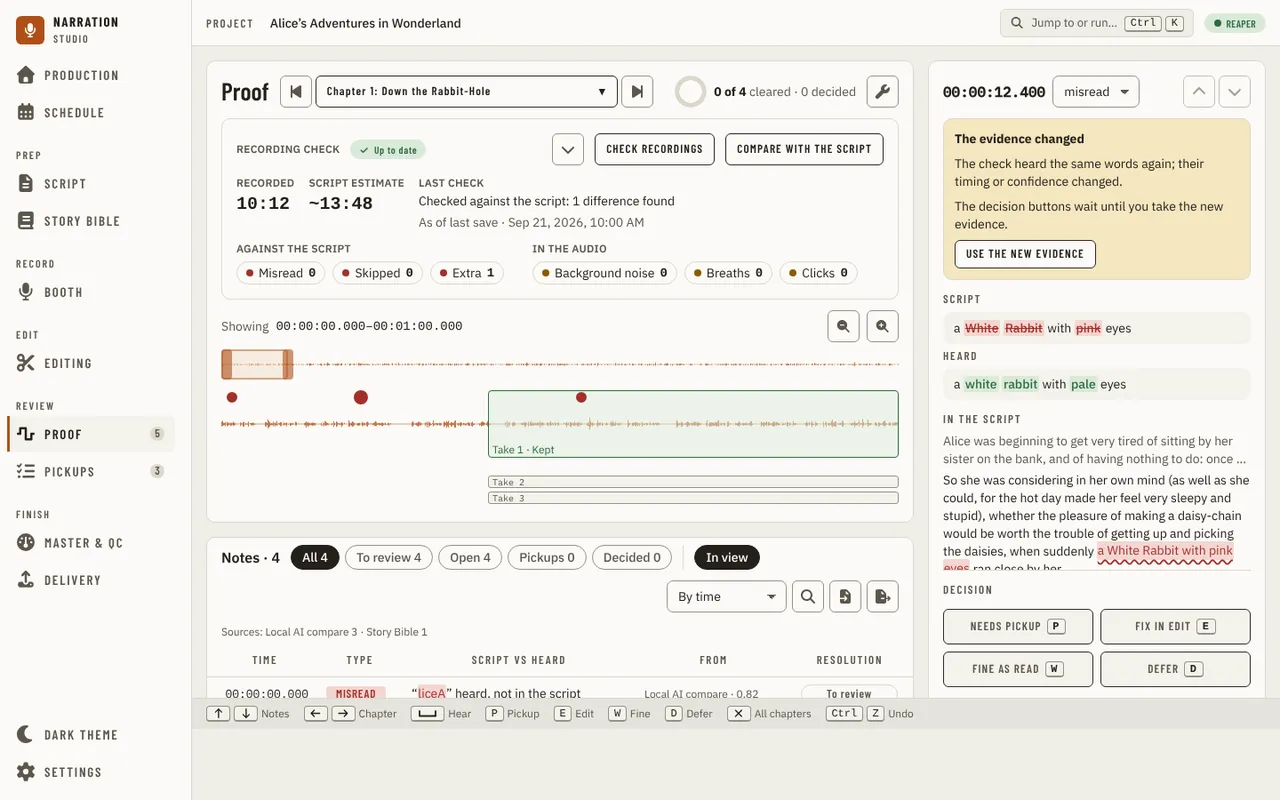 NARRATION
STUDIO
PRODUCTION
SCHEDULE
PREP
SCRIPT
STORY BIBLE
RECORD
BOOTH
EDIT
EDITING
REVIEW
PROOF 5
PICKUPS 3
FINISH
MASTER & QC
DELIVERY
DARK THEME
SETTINGS
PROJECT Alice's Adventures in Wonderland
Jump to or run... Ctrl K
REAPER
Proof
Chapter 1: Down the Rabbit-Hole
0 of 4 cleared · 0 decided
RECORDING CHECK Up to date
CHECK RECORDINGS
COMPARE WITH THE SCRIPT
RECORDED SCRIPT ESTIMATE LAST CHECK
10:12 ~13:48 Checked against the script: 1 difference found
As of last save · Sep 21, 2026, 10:00 AM
AGAINST THE SCRIPT IN THE AUDIO
Misread 0 Skipped 0 Extra 1 Background noise 0 Breaths 0 Clicks 0
Showing 00:00:00.000–00:01:00.000
Take 1 · Kept
Take 2
Take 3
Notes · 4 All 4 To review 4 Open 4 Pickups 0 Decided 0 In view
By time
Sources: Local AI compare 3 · Story Bible 1
TIME TYPE SCRIPT VS HEARD FROM RESOLUTION
00:00:00.000 MISREAD “liceA” heard, not in the script Local AI compare · 0.82 To review
00:00:12.400 misread
The evidence changed
The check heard the same words again; their
timing or confidence changed.
The decision buttons wait until you take the new
evidence.
USE THE NEW EVIDENCE
SCRIPT
a White Rabbit with pink eyes
HEARD
a white rabbit with pale eyes
IN THE SCRIPT
Alice was beginning to get very tired of sitting by her
sister on the bank, and of having nothing to do: once ...
So she was considering in her own mind (as well as she
could, for the hot day made her feel very sleepy and
stupid), whether the pleasure of making a daisy-chain
would be worth the trouble of getting up and picking
the daisies, when suddenly a White Rabbit with pink
eyes ran close by her
DECISION
NEEDS PICKUP P FIX IN EDIT E
FINE AS READ W DEFER D
↑ ↓ Notes ← → Chapter Hear P Pickup E Edit W Fine D Defer X All chapters Ctrl Z Undo